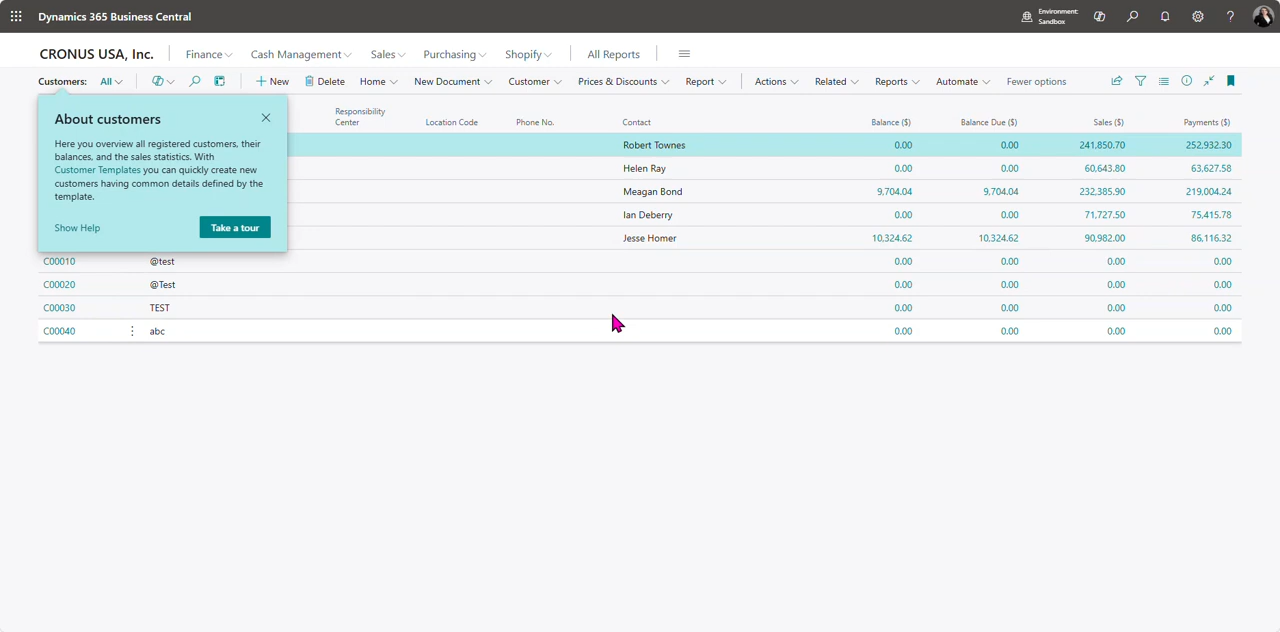 Dynamics 365 Business Central
Environment:
Sandbox
CRONUS USA, Inc.
Finance
Cash Management
Sales
Purchasing
Shopify
All Reports
Customers:
All
New
Delete
Home
New Document
Customer
Prices & Discounts
Report
Actions
Related
Reports
Automate
Fewer options
About customers
Here you overview all registered customers, their
balances, and the sales statistics. With
Customer Templates you can quickly create new
customers having common details defined by the
template.
Show Help
Take a tour
Responsibility
Center
Location Code
Phone No.
Contact
Balance ($)
Balance Due ($)
Sales ($)
Payments ($)
Robert Townes 0.00 0.00 241,850.70 252,932.30
Helen Ray 0.00 0.00 60,643.80 63,627.58
Meagan Bond 9,704.04 9,704.04 232,385.90 219,004.24
Ian Deberry 0.00 0.00 71,727.50 75,415.78
Jesse Homer 10,324.62 10,324.62 90,982.00 86,116.32
C00010 @test 0.00 0.00 0.00 0.00
C00020 @Test 0.00 0.00 0.00 0.00
C00030 TEST 0.00 0.00 0.00 0.00
C00040 abc 0.00 0.00 0.00 0.00